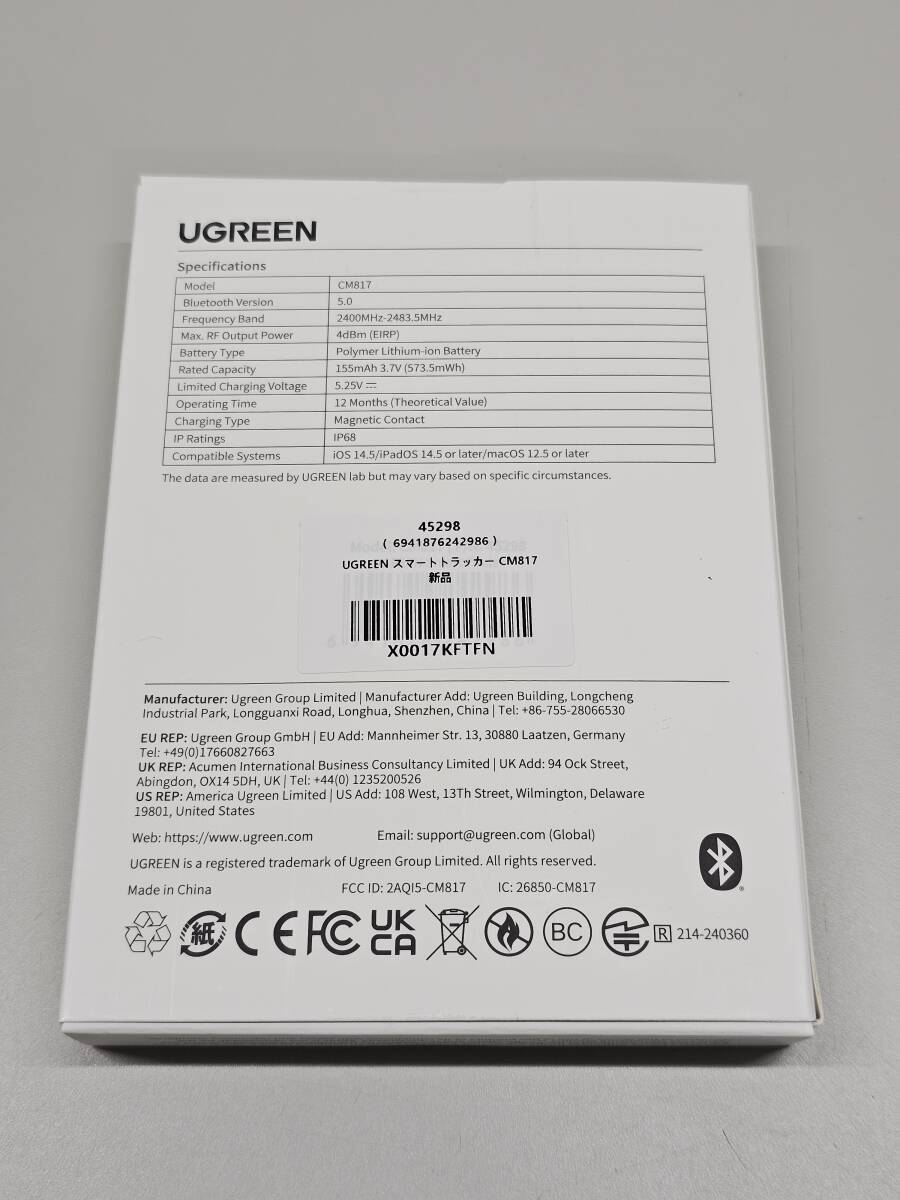 UGREEN
Specifications
Model CM817
Bluetooth Version 5.0
Frequency Band 2400MHz-2483.5MHz
Max. RF Output Power 4dBm (EIRP)
Battery Type Polymer Lithium-ion Battery
Rated Capacity 155mAh 3.7V (573.5mWh)
Limited Charging Voltage 5.25V ⎓
Operating Time 12 Months (Theoretical Value)
Charging Type Magnetic Contact
IP Ratings IP68
Compatible Systems iOS 14.5/iPadOS 14.5 or later/macOS 12.5 or later
The data are measured by UGREEN lab but may vary based on specific circumstances.
45298
( 6941876242986 )
UGREEN スマートトラッカー CM817
新品
X0017KFTFN
Manufacturer: Ugreen Group Limited | Manufacturer Add: Ugreen Building, Longcheng
Industrial Park, Longguanxi Road, Longhua, Shenzhen, China | Tel: +86-755-28066530
EU REP: Ugreen Group GmbH | EU Add: Mannheimer Str. 13, 30880 Laatzen, Germany
Tel: +49(0)17660827663
UK REP: Acumen International Business Consultancy Limited | UK Add: 94 Ock Street,
Abingdon, OX14 5DH, UK | Tel: +44(0) 1235200526
US REP: America Ugreen Limited | US Add: 108 West, 13Th Street, Wilmington, Delaware
19801, United States
Web: https://www.ugreen.com Email: support@ugreen.com (Global)
UGREEN is a registered trademark of Ugreen Group Limited. All rights reserved.
Made in China FCC ID: 2AQI5-CM817 IC: 26850-CM817
紙 CE FC UK CA BC R 214-240360